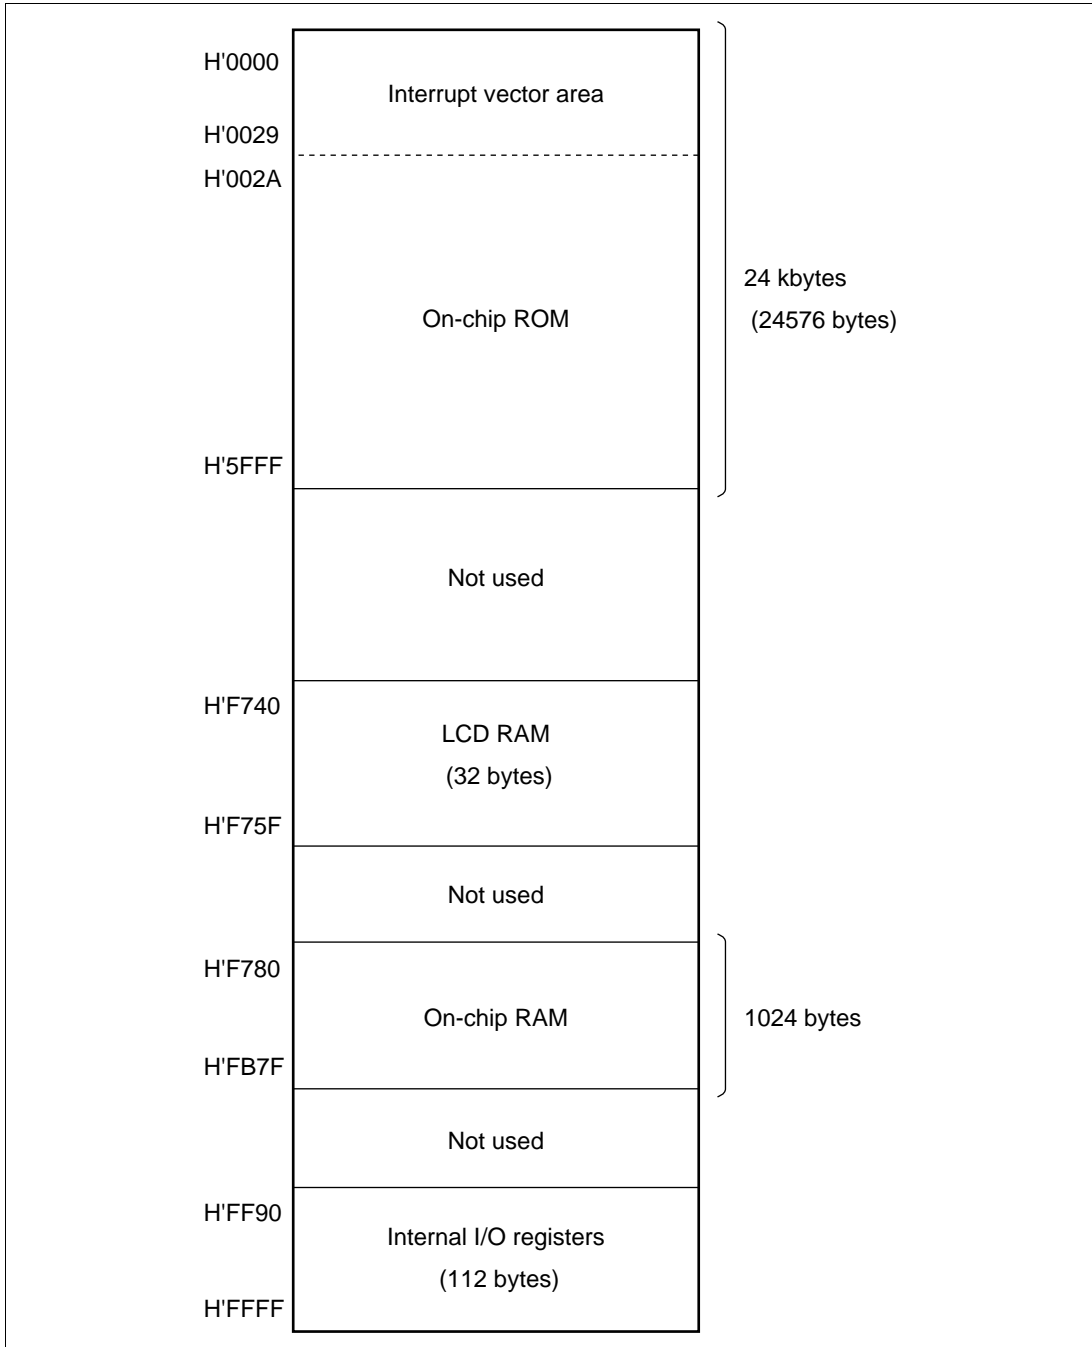 H'0000
Interrupt vector area
H'0029
H'002A
24 kbytes
(24576 bytes)
On-chip ROM
H'5FFF
Not used
H'F740
LCD RAM
(32 bytes)
H'F75F
Not used
H'F780
On-chip RAM
1024 bytes
H'FB7F
Not used
H'FF90
Internal I/O registers
(112 bytes)
H'FFFF